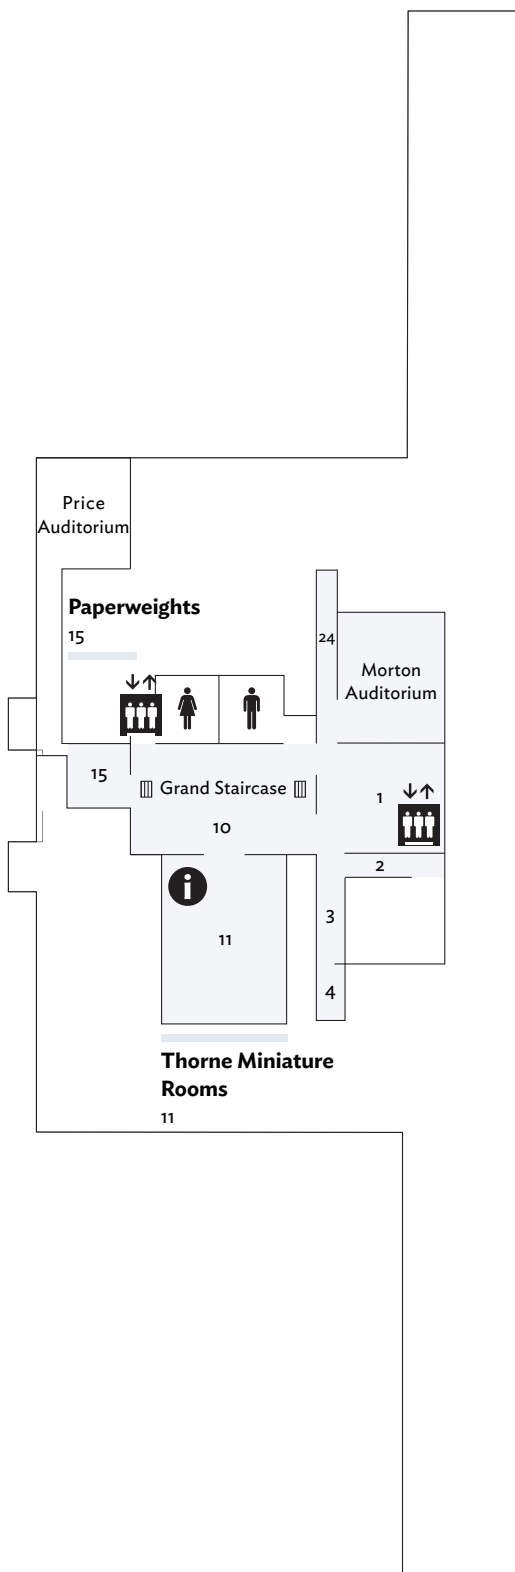 Price
Auditorium
Paperweights
15
24
Morton
Auditorium
15
Grand Staircase
1
10
2
i
11
3
4
Thorne Miniature
Rooms
11